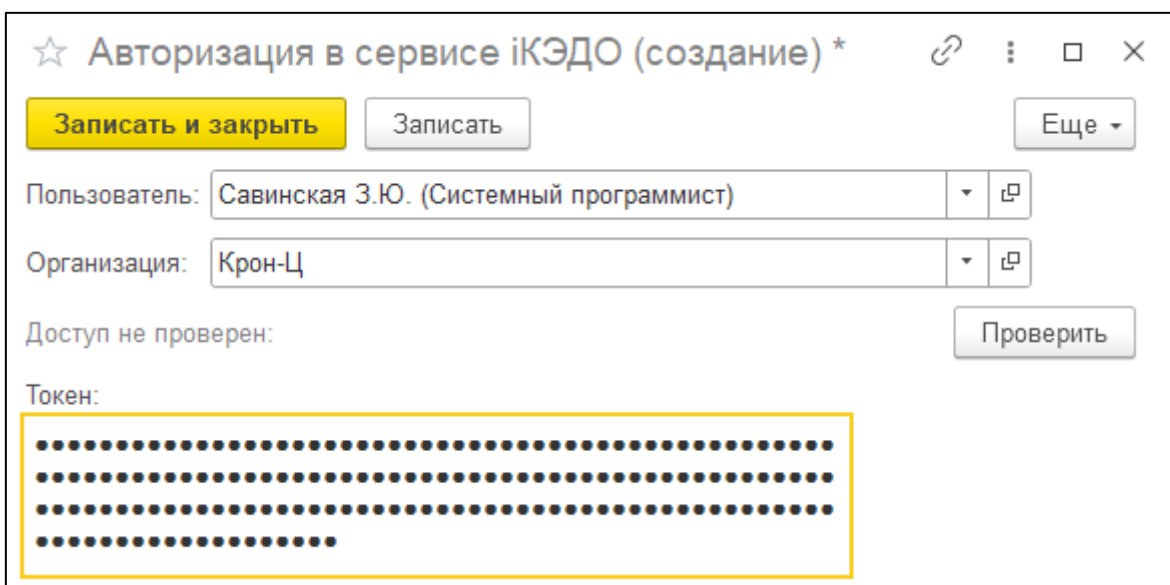 Авторизация в сервисе iКЭДО (создание) *
Записать и закрыть Записать Еще
Пользователь: Савинская З.Ю. (Системный программист)
Организация: Крон-Ц
Доступ не проверен: Проверить
Токен: